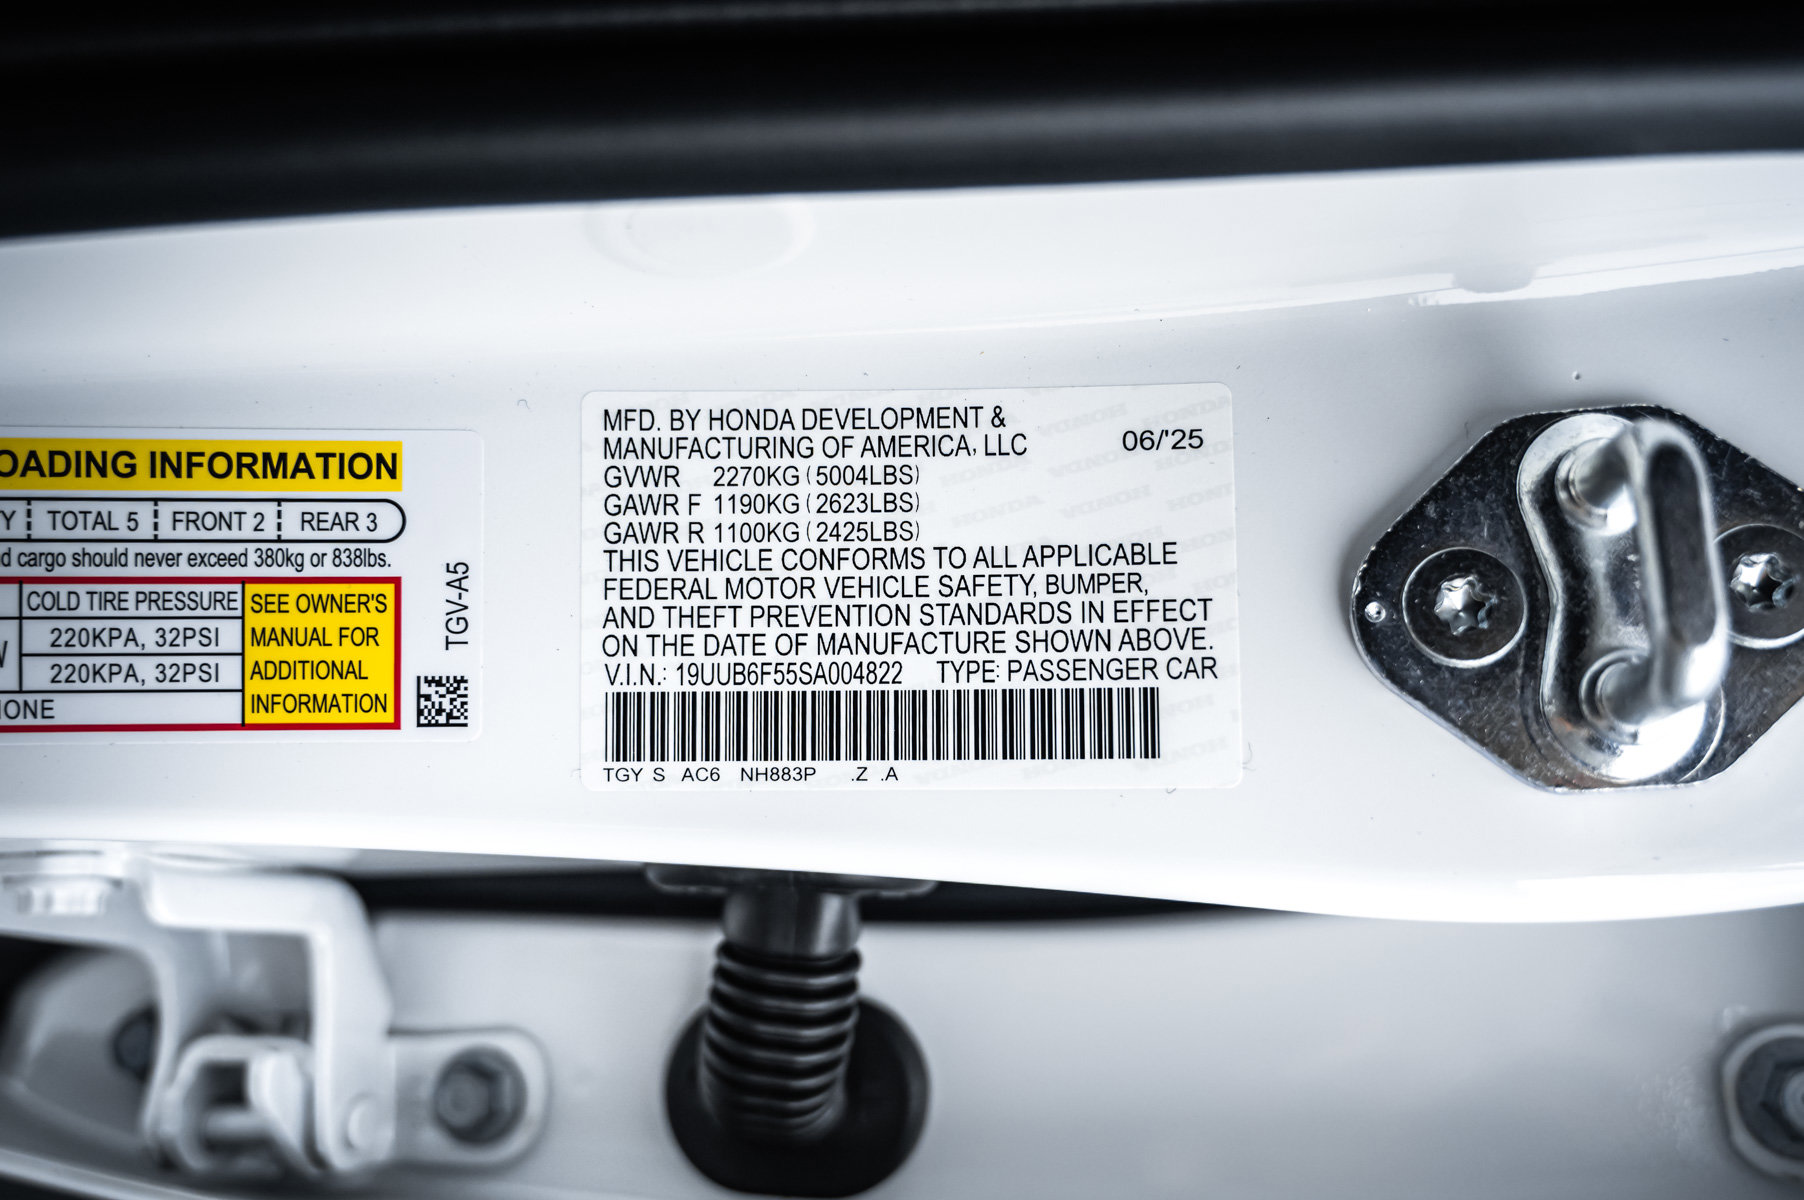 OADING INFORMATION
Y TOTAL 5 FRONT 2 REAR 3
d cargo should never exceed 380kg or 838lbs.
COLD TIRE PRESSURE
220KPA, 32PSI
220KPA, 32PSI
IONE
SEE OWNER'S
MANUAL FOR
ADDITIONAL
INFORMATION
TGV-A5
MFD. BY HONDA DEVELOPMENT &
MANUFACTURING OF AMERICA, LLC 06/'25
GVWR 2270KG (5004LBS)
GAWR F 1190KG (2623LBS)
GAWR R 1100KG (2425LBS)
THIS VEHICLE CONFORMS TO ALL APPLICABLE
FEDERAL MOTOR VEHICLE SAFETY, BUMPER,
AND THEFT PREVENTION STANDARDS IN EFFECT
ON THE DATE OF MANUFACTURE SHOWN ABOVE.
V.I.N.: 19UUB6F55SA004822 TYPE: PASSENGER CAR
TGY S AC6 NH883P .Z .A